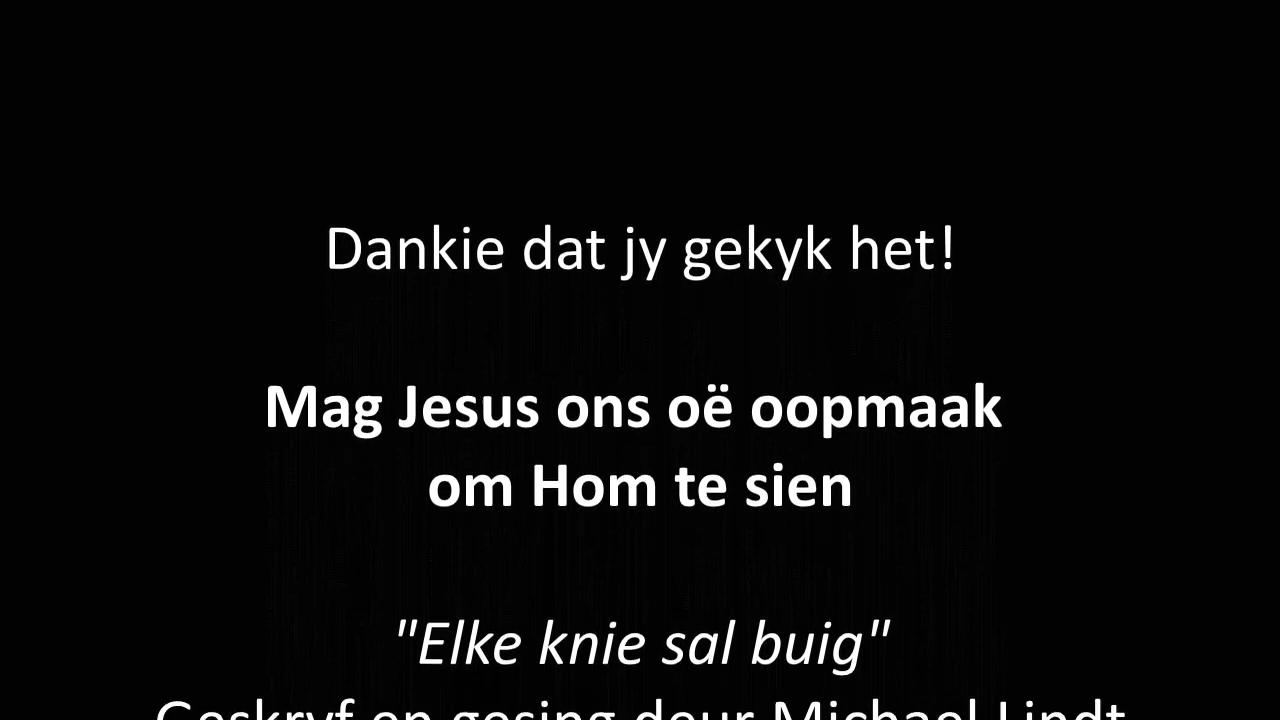 Dankie dat jy gekyk het!
Mag Jesus ons oë oopmaak
om Hom te sien
"Elke knie sal buig"
Geskryf en gesing deur Michael Lindt